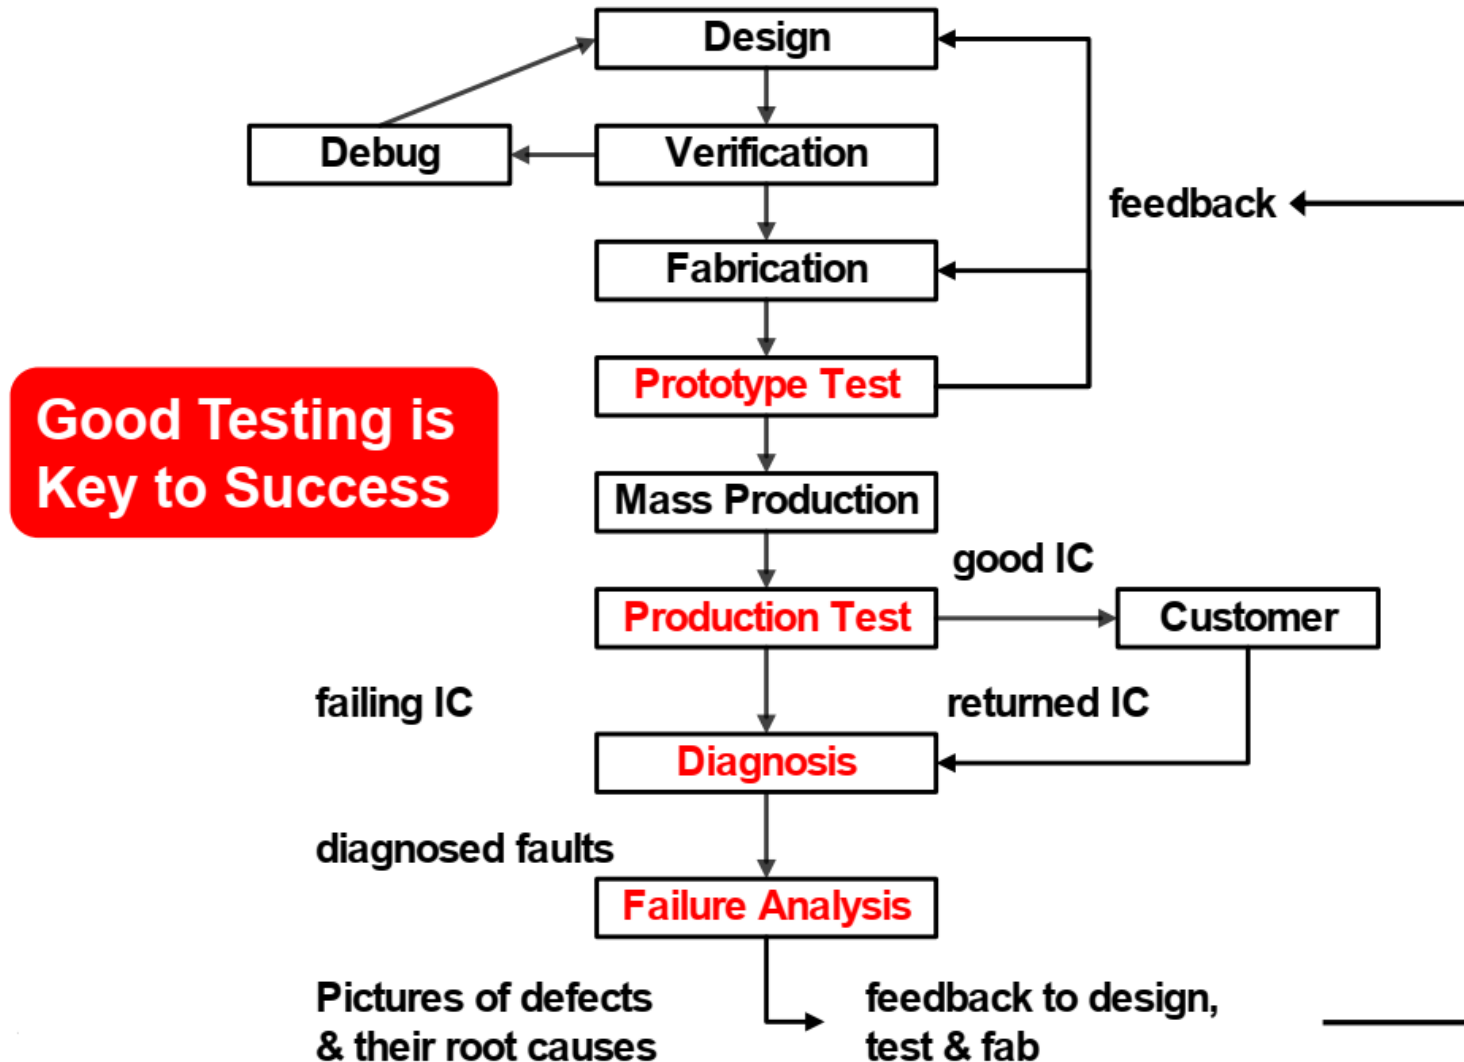 Design
Debug
Verification
feedback
Fabrication
Prototype Test
Good Testing is
Key to Success
Mass Production
good IC
Production Test
Customer
failing IC
returned IC
Diagnosis
diagnosed faults
Failure Analysis
Pictures of defects
& their root causes
feedback to design,
test & fab